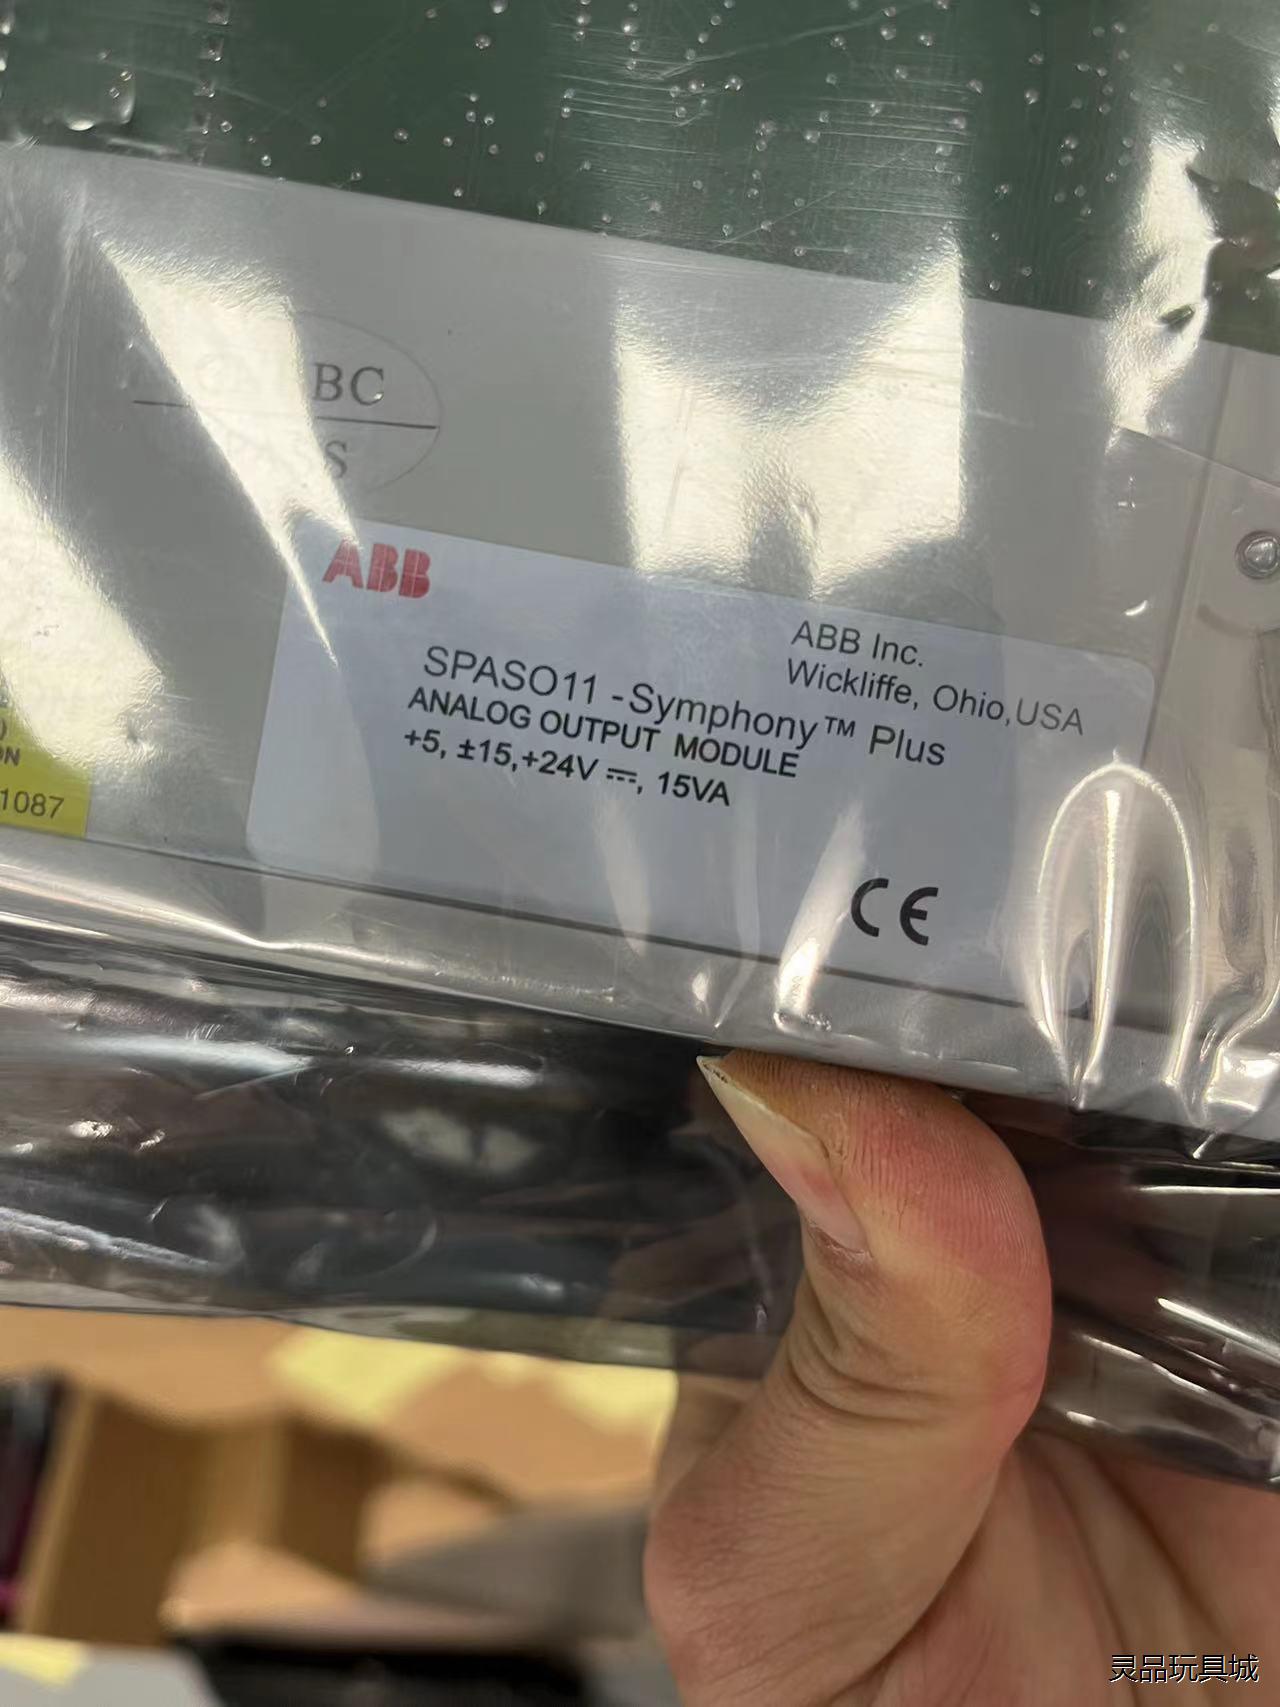 BC
ABB
ABB Inc.
Wickliffe, Ohio,USA
SPASO11 -Symphony™ Plus
ANALOG OUTPUT MODULE
+5, ±15,+24V ⎓, 15VA
CE
1087
灵品玩具城